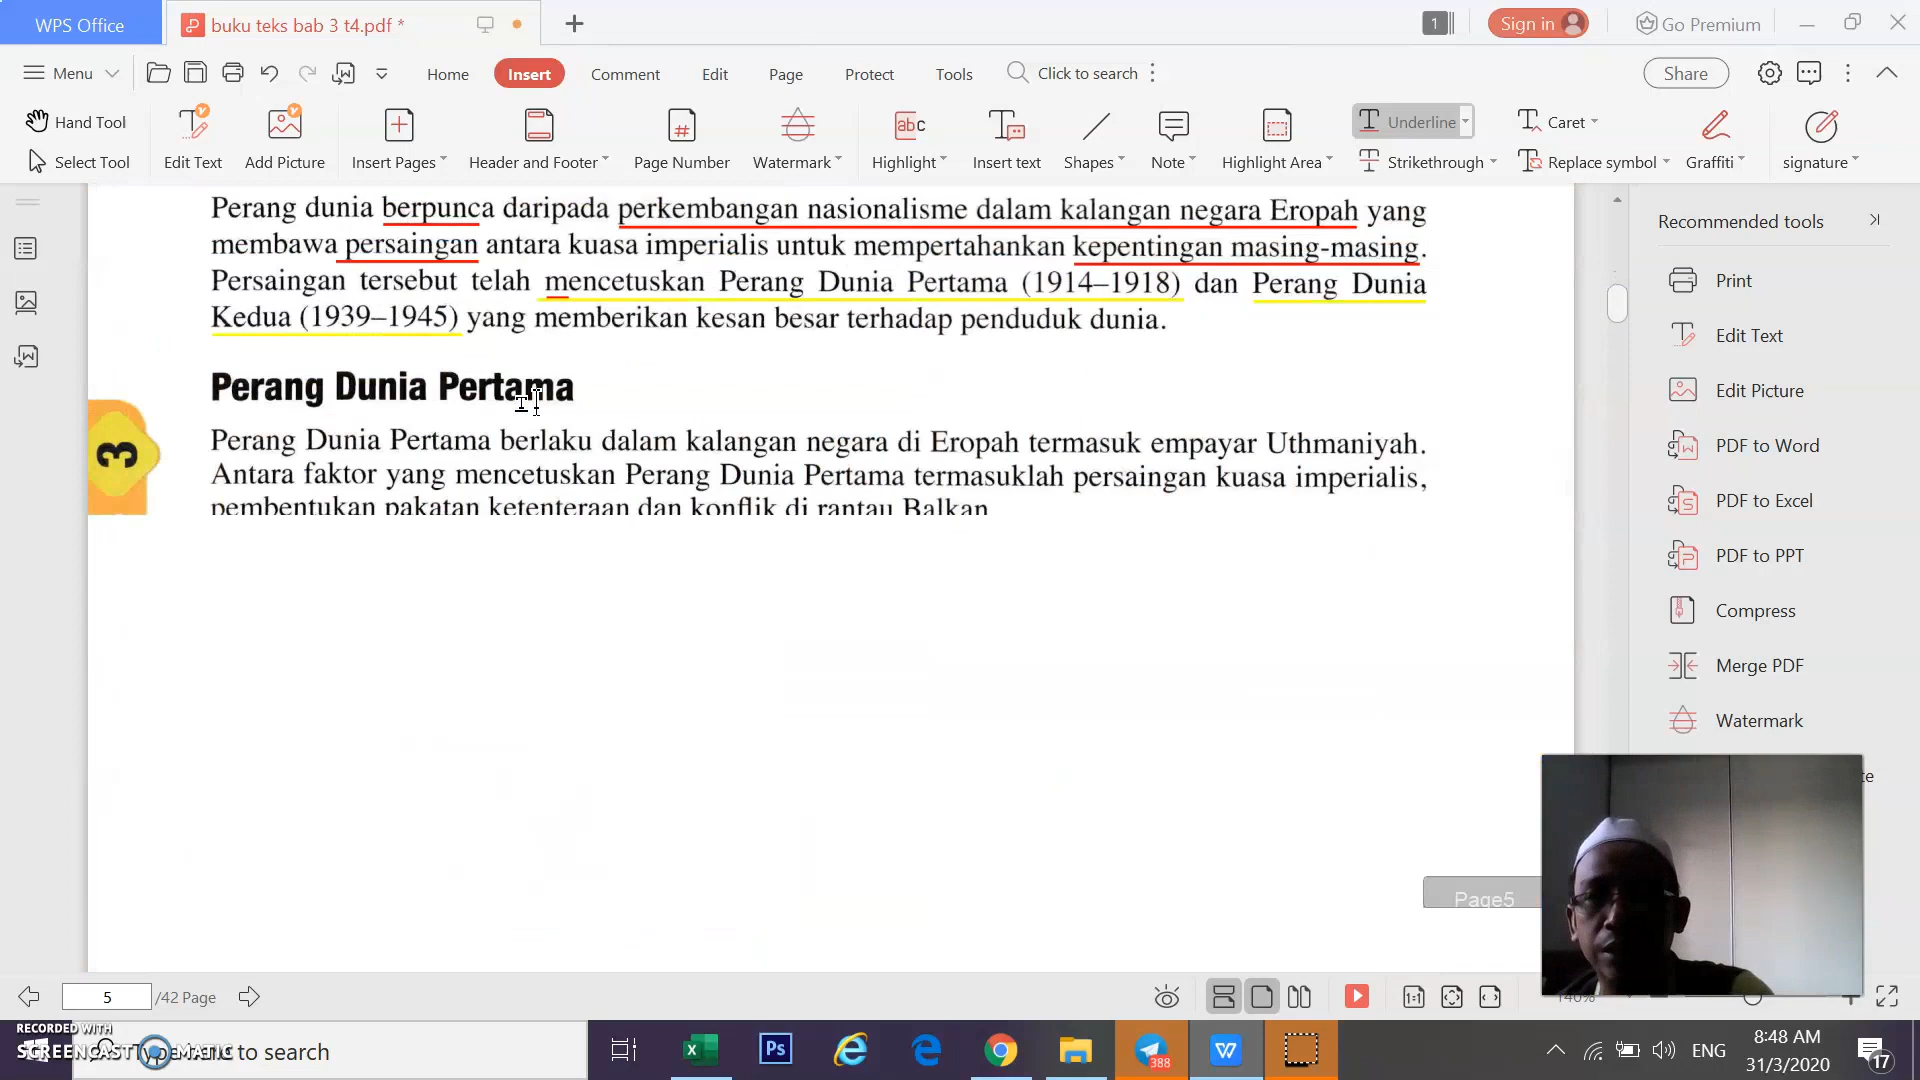 WPS Office
buku teks bab 3 t4.pdf *
1
Sign in
Go Premium
Menu
Home
Insert
Comment
Edit
Page
Protect
Tools
Click to search
Share
Hand Tool
Select Tool
Edit Text
Add Picture
Insert Pages
Header and Footer
Page Number
Watermark
Highlight
Insert text
Shapes
Note
Highlight Area
Underline
Strikethrough
Caret
Replace symbol
Graffiti
signature
Perang dunia berpunca daripada perkembangan nasionalisme dalam kalangan negara Eropah yang
membawa persaingan antara kuasa imperialis untuk mempertahankan kepentingan masing-masing.
Persaingan tersebut telah mencetuskan Perang Dunia Pertama (1914–1918) dan Perang Dunia
Kedua (1939–1945) yang memberikan kesan besar terhadap penduduk dunia.
Perang Dunia Pertama
3
Perang Dunia Pertama berlaku dalam kalangan negara di Eropah termasuk empayar Uthmaniyah.
Antara faktor yang mencetuskan Perang Dunia Pertama termasuklah persaingan kuasa imperialis,
pembentukan pakatan ketenteraan dan konflik di rantau Balkan
Page5
Recommended tools
Print
Edit Text
Edit Picture
PDF to Word
PDF to Excel
PDF to PPT
Compress
Merge PDF
Watermark
te
5
/42 Page
140%
RECORDED WITH
SCREENCAST MATIC
to search
Ps
388
ENG
8:48 AM
31/3/2020
17